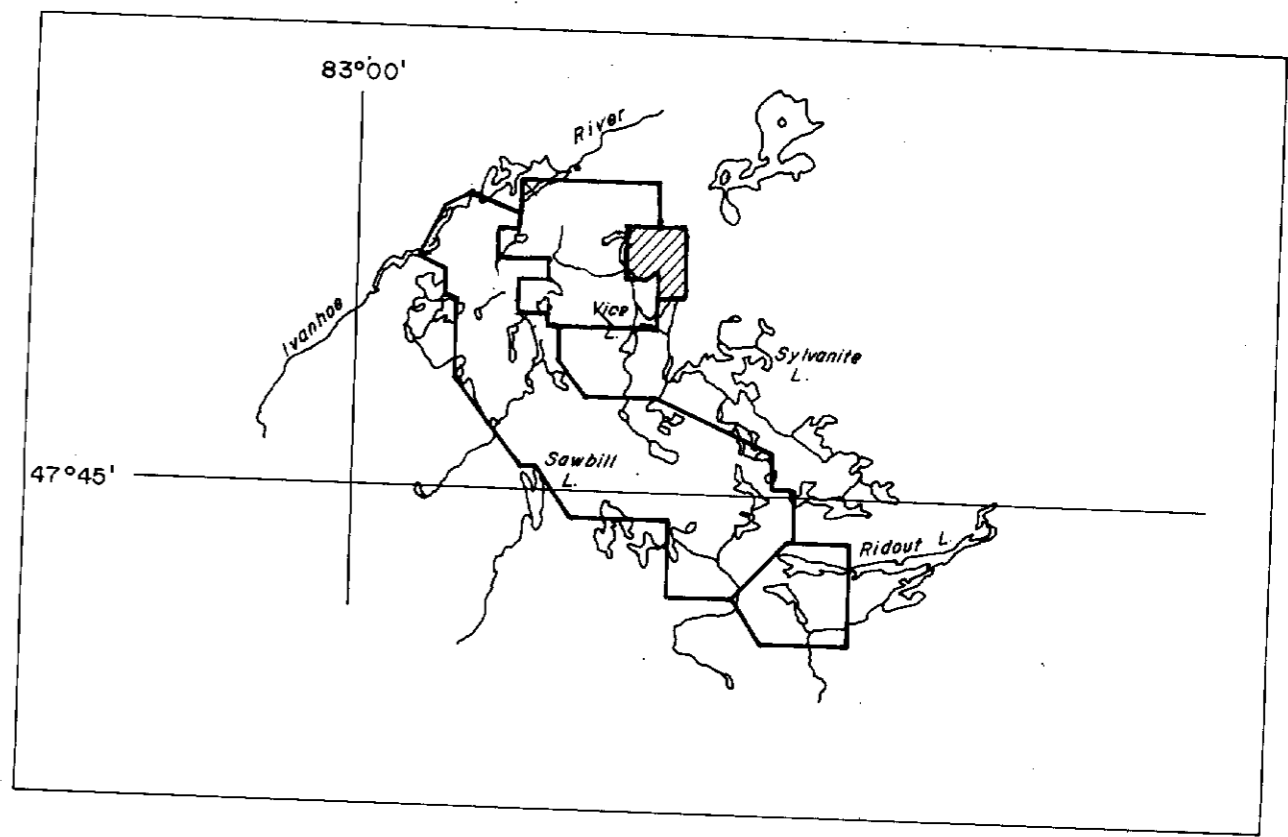 83°00'
River
Ivanhoe
Vice
L.
Sylvanite
L.
47°45'
Sawbill
L.
Ridout L.